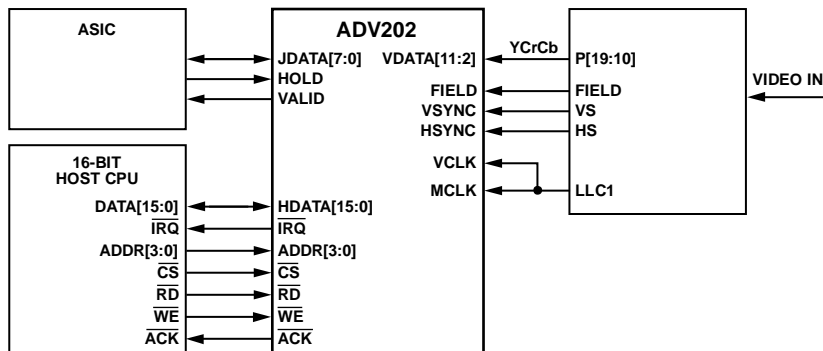 ASIC
ADV202
JDATA[7:0]
HOLD
VALID
VDATA[11:2]
YCrCb
P[19:10]
FIELD
FIELD
VSYNC
VS
HSYNC
HS
VIDEO IN
VCLK
MCLK
LLC1
16-BIT
HOST CPU
DATA[15:0]
HDATA[15:0]
IRQ
IRQ
ADDR[3:0]
ADDR[3:0]
CS
CS
RD
RD
WE
WE
ACK
ACK